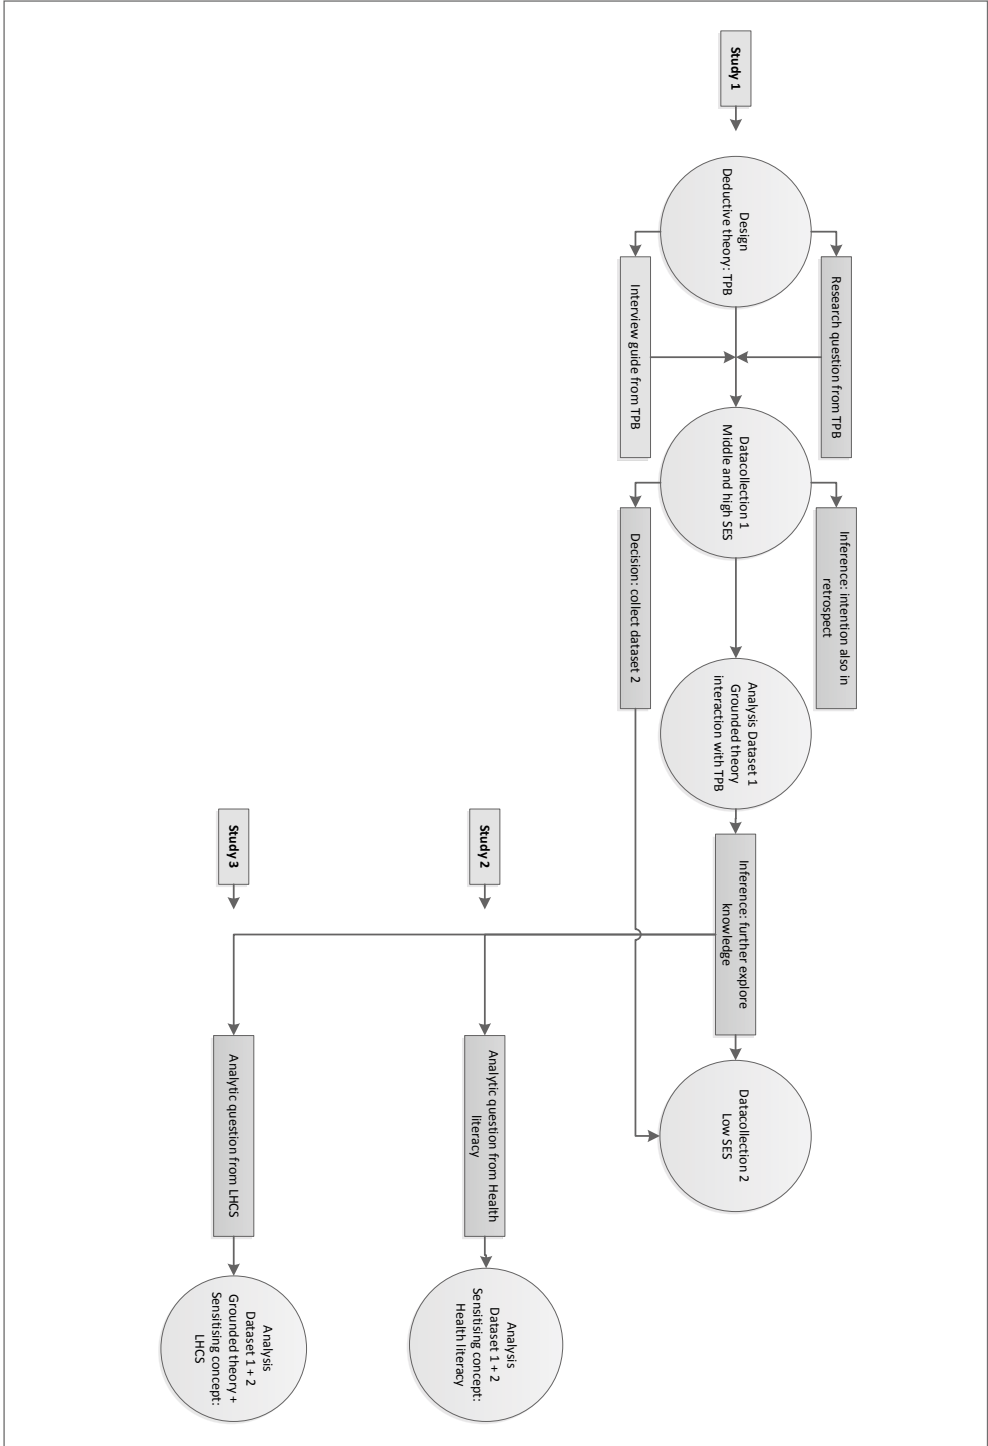 Study 1
Design
Deductive theory: TPB
Research question from TPB
Interview guide from TPB
Datacollection 1
Middle and high SES
Inference: intention also in
retrospect
Decision: collect dataset 2
Analysis Dataset 1
Grounded theory
interaction with TPB
Inference: further explore
knowledge
Datacollection 2
Low SES
Study 2
Analytic question from Health
literacy
Analysis
Dataset 1 + 2
Sensitising concept:
Health literacy
Study 3
Analytic question from LHCS
Analysis
Dataset 1 + 2
Grounded theory +
Sensitising concept:
LHCS